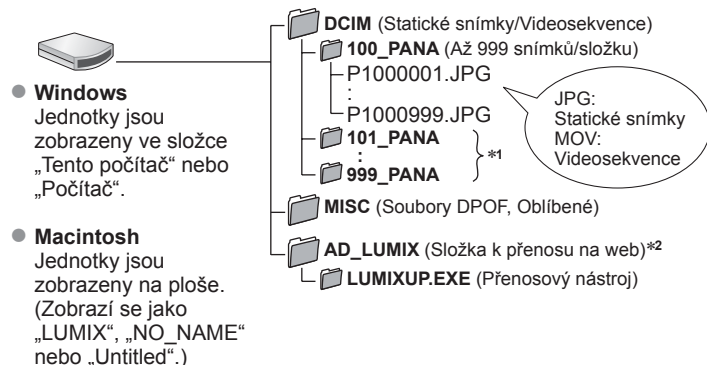 ● Windows
Jednotky jsou
zobrazeny ve složce
„Tento počítač“ nebo
„Počítač“.
● Macintosh
Jednotky jsou
zobrazeny na ploše.
(Zobrazí se jako
„LUMIX“, „NO_NAME“
nebo „Untitled“.)
DCIM (Statické snímky/Videosekvence)
100_PANA (Až 999 snímků/složku)
P1000001.JPG
:
P1000999.JPG
101_PANA
:
999_PANA
*1
JPG:
Statické snímky
MOV:
Videosekvence
MISC (Soubory DPOF, Oblíbené)
AD_LUMIX (Složka k přenosu na web)*2
LUMIXUP.EXE (Přenosový nástroj)